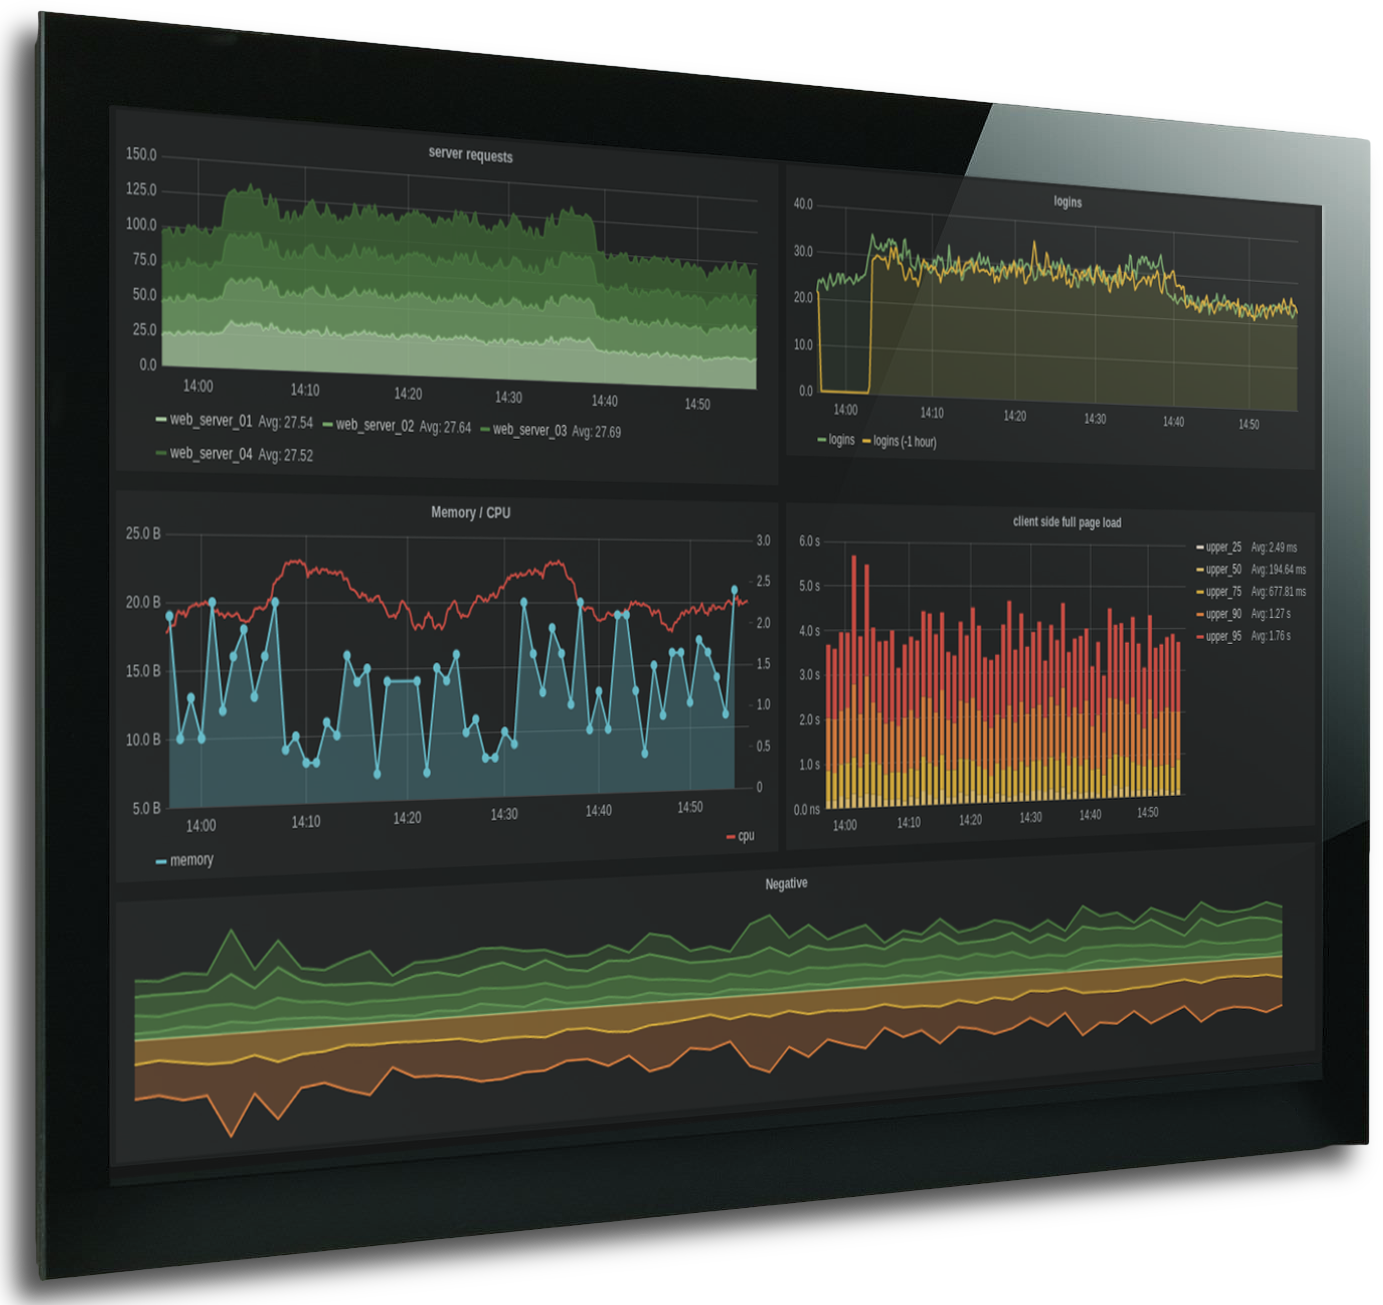 server requests
150.0
125.0
100.0
75.0
50.0
25.0
0.0
14:00 14:10 14:20 14:30 14:40 14:50
web_server_01 Avg: 27.54 web_server_02 Avg: 27.64 web_server_03 Avg: 27.69
web_server_04 Avg: 27.52
logins
40.0
30.0
20.0
10.0
0.0
14:00 14:10 14:20 14:30 14:40 14:50
logins logins (-1 hour)
Memory / CPU
25.0 B
20.0 B
15.0 B
10.0 B
5.0 B
3.0
2.5
2.0
1.5
1.0
0.5
0
14:00 14:10 14:20 14:30 14:40 14:50
cpu
memory
client side full page load
6.0 s
5.0 s
4.0 s
3.0 s
2.0 s
1.0 s
0.0 ns
14:00 14:10 14:20 14:30 14:40 14:50
upper_25 Avg: 2.49 ms
upper_50 Avg: 194.64 ms
upper_75 Avg: 677.81 ms
upper_90 Avg: 1.27 s
upper_95 Avg: 1.76 s
Negative